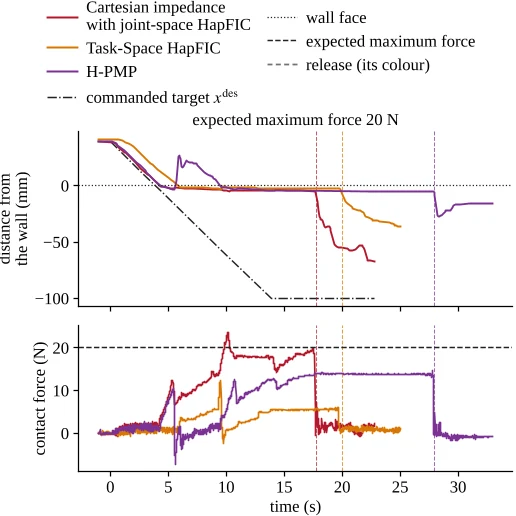 Cartesian impedance
with joint-space HapFIC
Task-Space HapFIC
H-PMP
commanded target x^des
wall face
expected maximum force
release (its colour)
expected maximum force 20 N
distance from
the wall (mm)
0
−50
−100
contact force (N)
20
10
0
0 5 10 15 20 25 30
time (s)